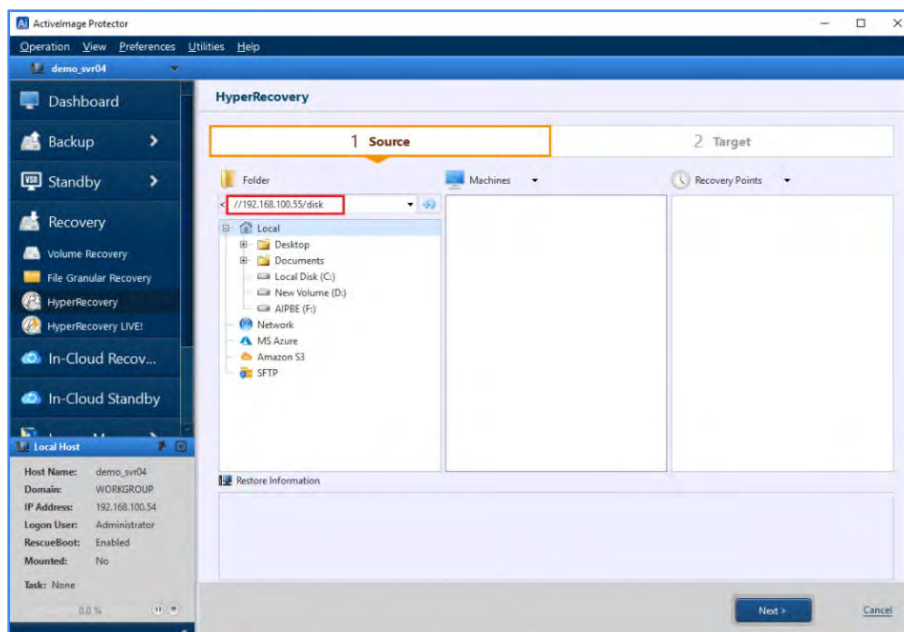 ActiveImage Protector
Operation View Preferences Utilities Help
demo_svr04
Dashboard
Backup
Standby
Recovery
Volume Recovery
File Granular Recovery
HyperRecovery
HyperRecovery LIVE!
In-Cloud Recov...
In-Cloud Standby
Local Host
Host Name: demo_svr04
Domain: WORKGROUP
IP Address: 192.168.100.54
Logon User: Administrator
RescueBoot: Enabled
Mounted: No
Task: None
0.0 %
HyperRecovery
1 Source
2 Target
Folder
Machines
Recovery Points
//192.168.100.55/disk
Local
Desktop
Documents
Local Disk (C:)
New Volume (D:)
AIPBE (F:)
Network
MS Azure
Amazon S3
SFTP
Restore Information
Next >
Cancel